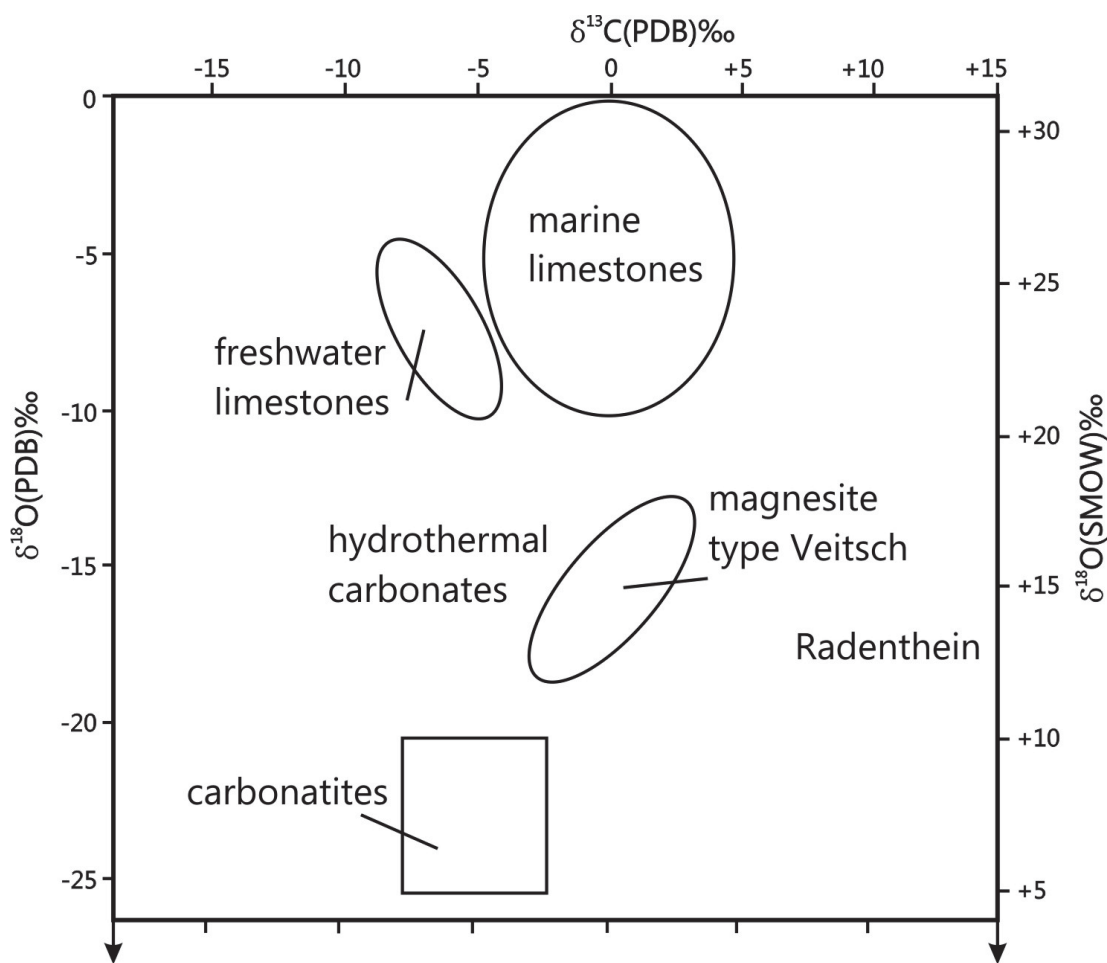 δ¹³C(PDB)‰
-15 -10 -5 0 +5 +10 +15
0
-5
-10
-15
-20
-25
δ¹⁸O(PDB)‰
marine
limestones
freshwater
limestones
hydrothermal
carbonates
magnesite
type Veitsch
Radenthein
carbonatites
+30
+25
+20
+15
+10
+5
δ¹⁸O(SMOW)‰